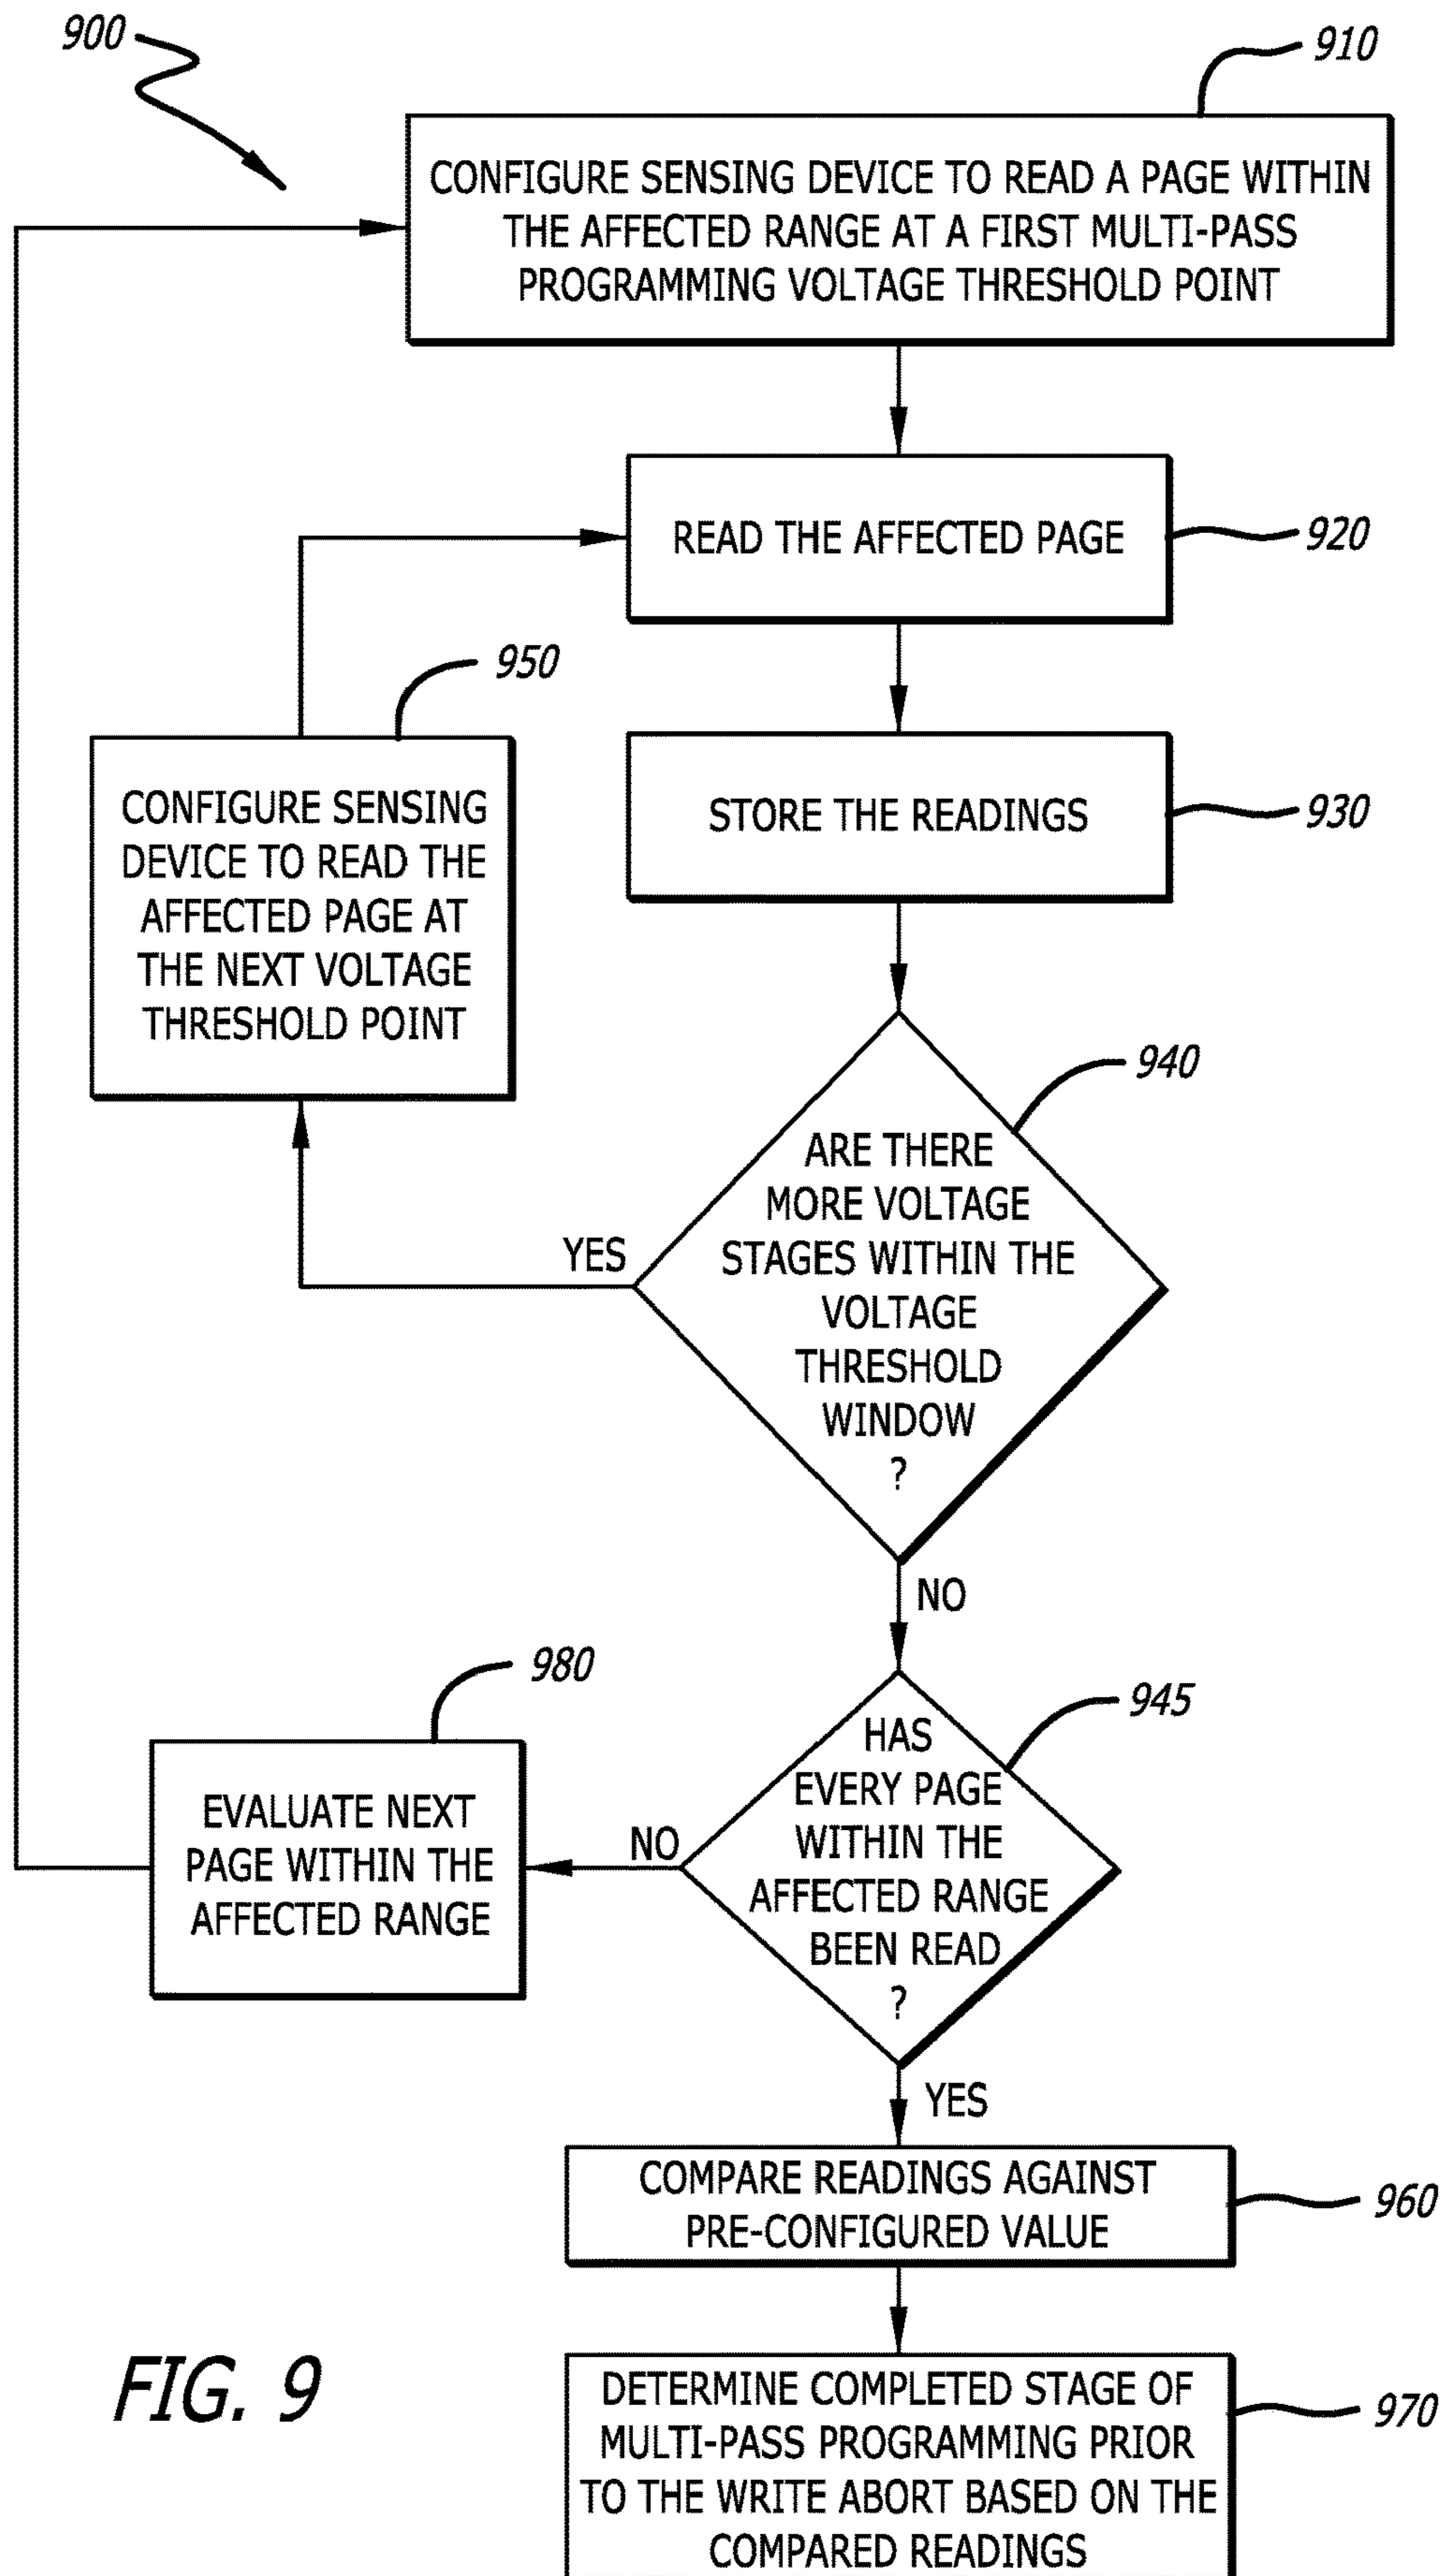 900
910
CONFIGURE SENSING DEVICE TO READ A PAGE WITHIN
THE AFFECTED RANGE AT A FIRST MULTI-PASS
PROGRAMMING VOLTAGE THRESHOLD POINT
READ THE AFFECTED PAGE
920
950
CONFIGURE SENSING
DEVICE TO READ THE
AFFECTED PAGE AT
THE NEXT VOLTAGE
THRESHOLD POINT
STORE THE READINGS
930
940
ARE THERE
MORE VOLTAGE
STAGES WITHIN THE
VOLTAGE
THRESHOLD
WINDOW
?
YES
NO
980
EVALUATE NEXT
PAGE WITHIN THE
AFFECTED RANGE
945
HAS
EVERY PAGE
WITHIN THE
AFFECTED RANGE
BEEN READ
?
NO
YES
COMPARE READINGS AGAINST
PRE-CONFIGURED VALUE
960
DETERMINE COMPLETED STAGE OF
MULTI-PASS PROGRAMMING PRIOR
TO THE WRITE ABORT BASED ON THE
COMPARED READINGS
970
FIG. 9